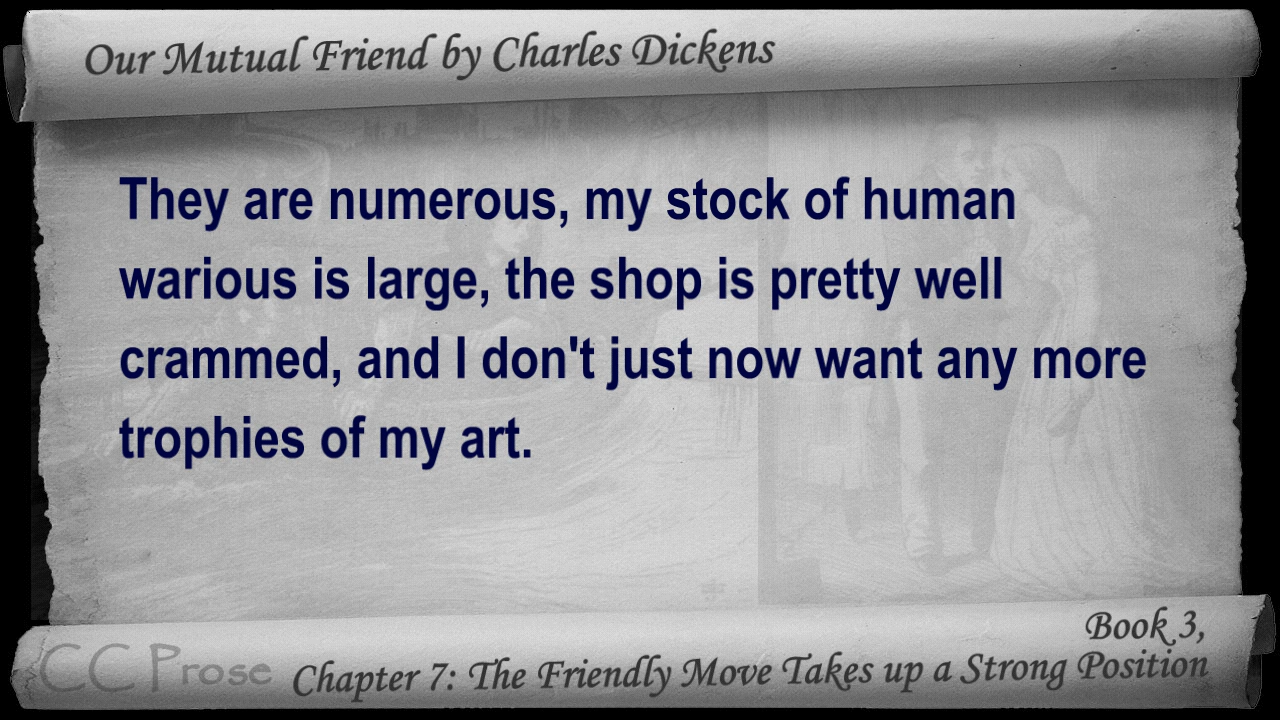 Our Mutual Friend by Charles Dickens
They are numerous, my stock of human
warious is large, the shop is pretty well
crammed, and I don't just now want any more
trophies of my art.
Book 3,
CC Prose
Chapter 7: The Friendly Move Takes up a Strong Position